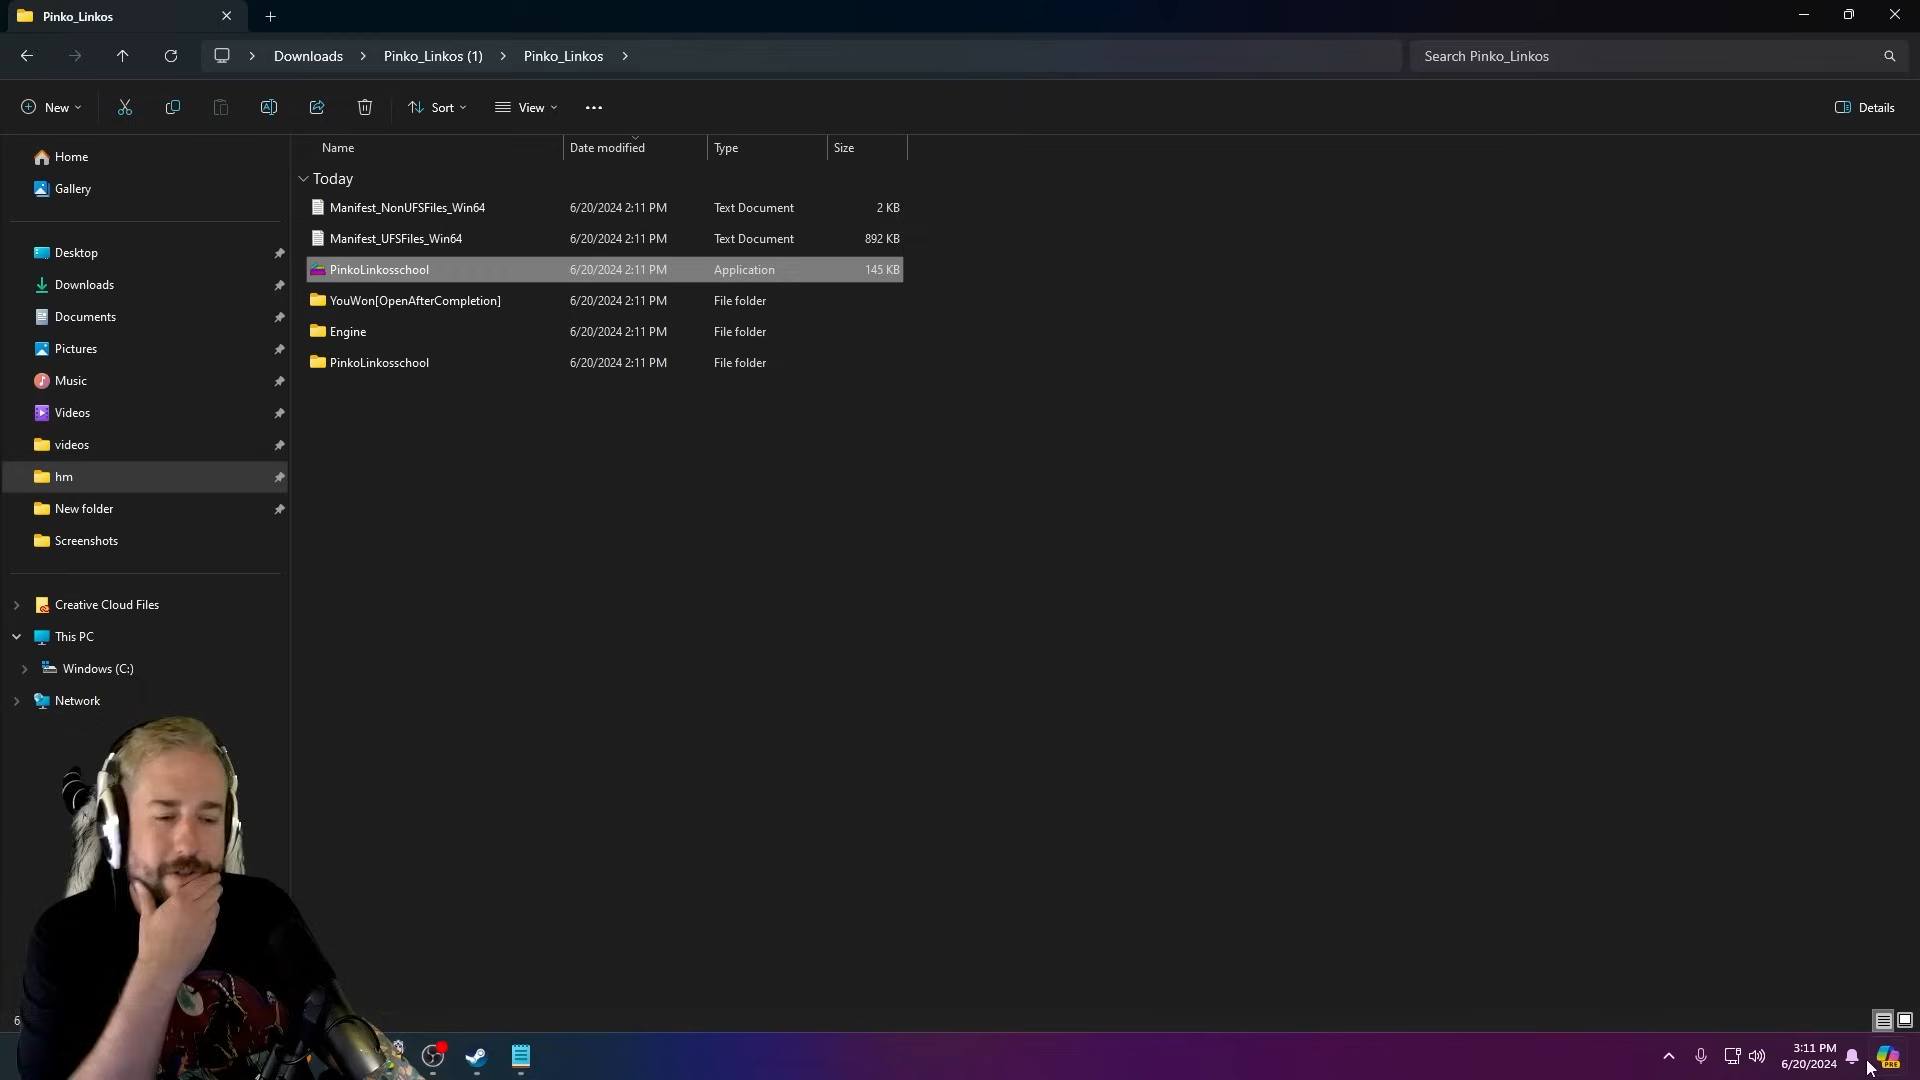 Pinko_Linkos
Downloads > Pinko_Linkos (1) > Pinko_Linkos >
Search Pinko_Linkos
New
Sort
View
Details
Name Date modified Type Size
Today
Manifest_NonUFSFiles_Win64 6/20/2024 2:11 PM Text Document 2 KB
Manifest_UFSFiles_Win64 6/20/2024 2:11 PM Text Document 892 KB
PinkoLinkosschool 6/20/2024 2:11 PM Application 145 KB
YouWon[OpenAfterCompletion] 6/20/2024 2:11 PM File folder
Engine 6/20/2024 2:11 PM File folder
PinkoLinkosschool 6/20/2024 2:11 PM File folder
Home
Gallery
Desktop
Downloads
Documents
Pictures
Music
Videos
videos
hm
New folder
Screenshots
Creative Cloud Files
This PC
Windows (C:)
Network
6
3:11 PM
6/20/2024
PRE